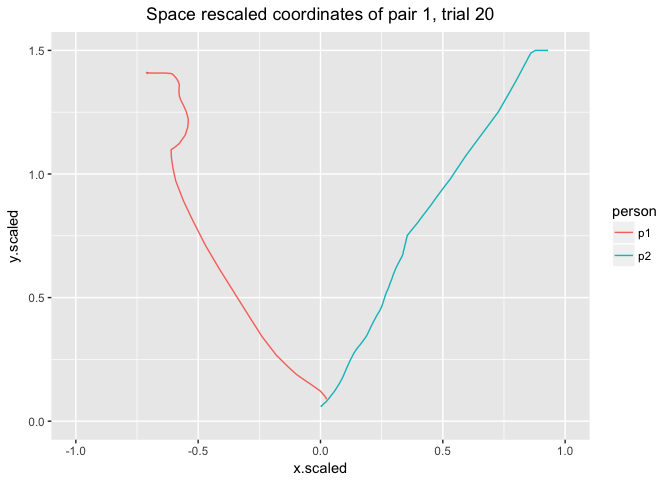 Space rescaled coordinates of pair 1, trial 20
1.5
1.0
0.5
0.0
y.scaled
-1.0 -0.5 0.0 0.5 1.0
x.scaled
person
p1
p2